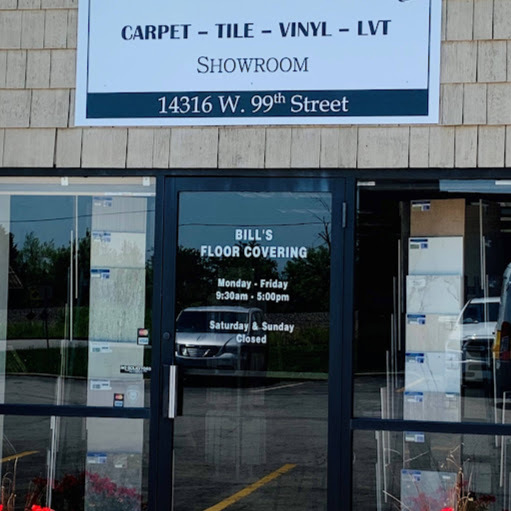 CARPET – TILE – VINYL – LVT
SHOWROOM
14316 W. 99th Street
BILL'S
FLOOR COVERING
Monday - Friday
9:30am - 5:00pm
Saturday & Sunday
Closed